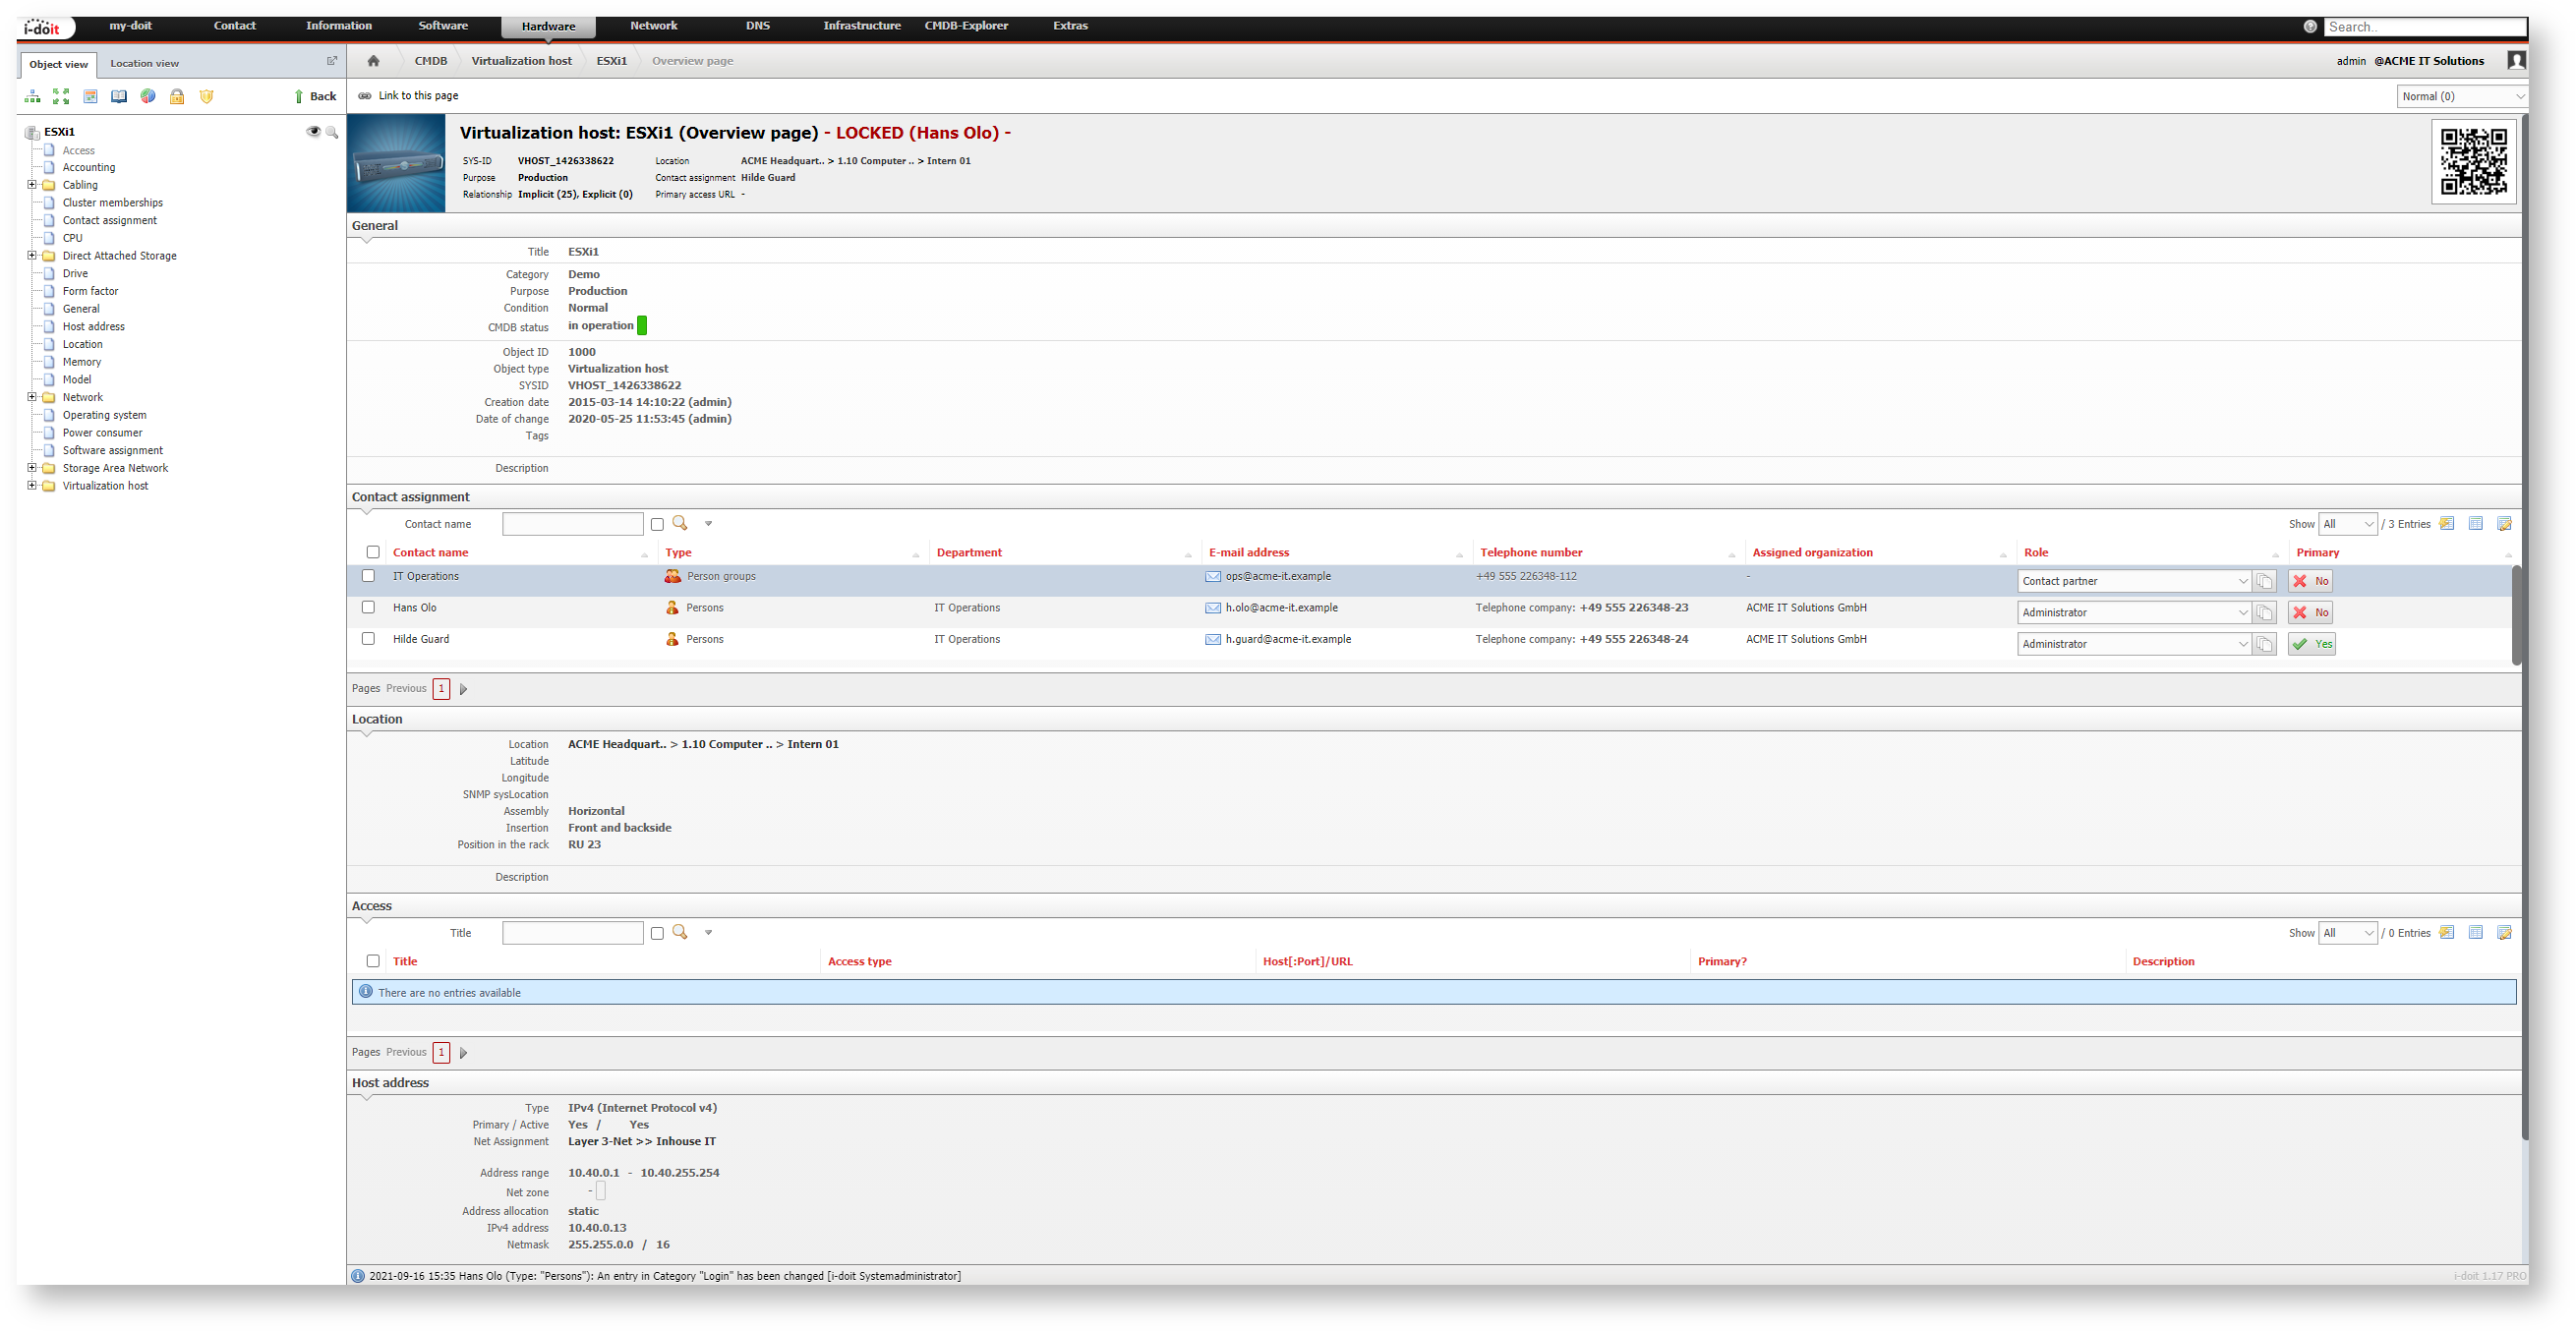 i-doit my-doit Contact Information Software Hardware Network DNS Infrastructure CMDB-Explorer Extras Search..
Object view Location view CMDB Virtualization host ESXi1 Overview page admin @ACME IT Solutions
Back Link to this page Normal (0)
ESXi1
Access
Accounting
Cabling
Cluster memberships
Contact assignment
CPU
Direct Attached Storage
Drive
Form factor
General
Host address
Location
Memory
Model
Network
Operating system
Power consumer
Software assignment
Storage Area Network
Virtualization host
Virtualization host: ESXi1 (Overview page) - LOCKED (Hans Olo) -
SYS-ID VHOST_1426338622 Location ACME Headquart.. > 1.10 Computer .. > Intern 01
Purpose Production Contact assignment Hilde Guard
Relationship Implicit (25), Explicit (0) Primary access URL -
General
Title ESXi1
Category Demo
Purpose Production
Condition Normal
CMDB status in operation
Object ID 1000
Object type Virtualization host
SYSID VHOST_1426338622
Creation date 2015-03-14 14:10:22 (admin)
Date of change 2020-05-25 11:53:45 (admin)
Tags
Description
Contact assignment
Contact name Show All / 3 Entries
Contact name Type Department E-mail address Telephone number Assigned organization Role Primary
IT Operations Person groups ops@acme-it.example +49 555 226348-112 - Contact partner No
Hans Olo Persons IT Operations h.olo@acme-it.example Telephone company: +49 555 226348-23 ACME IT Solutions GmbH Administrator No
Hilde Guard Persons IT Operations h.guard@acme-it.example Telephone company: +49 555 226348-24 ACME IT Solutions GmbH Administrator Yes
Pages Previous 1
Location
Location ACME Headquart.. > 1.10 Computer .. > Intern 01
Latitude
Longitude
SNMP sysLocation
Assembly Horizontal
Insertion Front and backside
Position in the rack RU 23
Description
Access
Title Show All / 0 Entries
Title Access type Host[:Port]/URL Primary? Description
There are no entries available
Pages Previous 1
Host address
Type IPv4 (Internet Protocol v4)
Primary / Active Yes / Yes
Net Assignment Layer 3-Net >> Inhouse IT
Address range 10.40.0.1 - 10.40.255.254
Net zone -
Address allocation static
IPv4 address 10.40.0.13
Netmask 255.255.0.0 / 16
2021-09-16 15:35 Hans Olo (Type: "Persons"): An entry in Category "Login" has been changed [i-doit Systemadministrator] i-doit 1.17 PRO